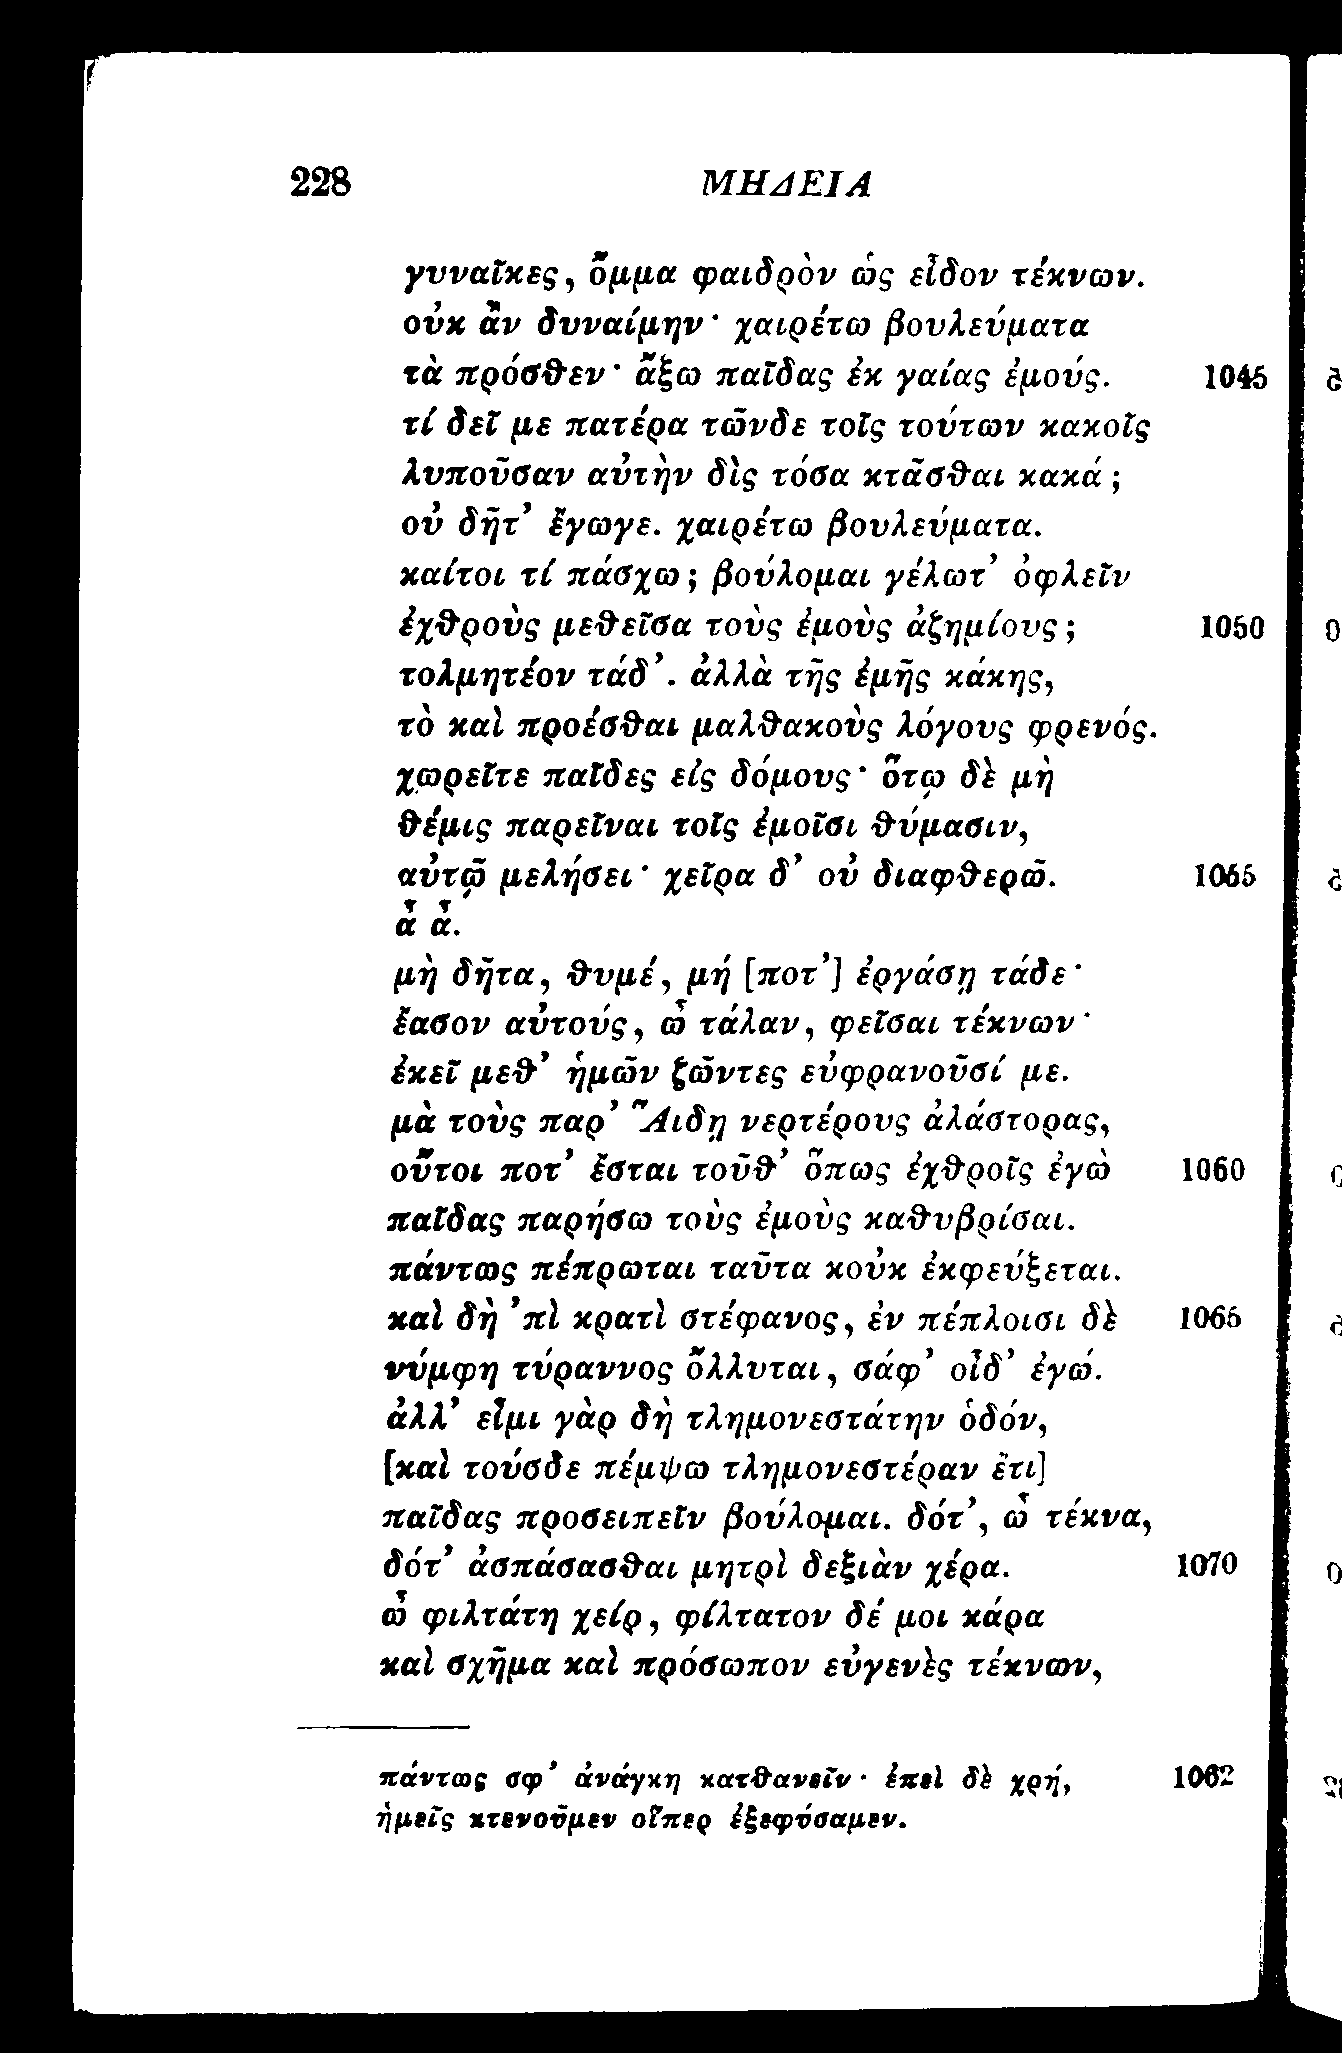 228 ΜΗΔΕΙΑ
γυναῖκες, ὄμμα φαιδρὸν ὡς εἶδον τέκνων.
οὐκ ἂν δυναίμην· χαιρέτω βουλεύματα
τὰ πρόσθεν· ἄξω παῖδας ἐκ γαίας ἐμούς. 1045
τί δεῖ με πατέρα τῶνδε τοῖς τούτων κακοῖς
λυποῦσαν αὐτὴν δὶς τόσα κτᾶσθαι κακά;
οὐ δῆτ’ ἔγωγε. χαιρέτω βουλεύματα.
καίτοι τί πάσχω; βούλομαι γέλωτ’ ὀφλεῖν
ἐχθροὺς μεθεῖσα τοὺς ἐμοὺς ἀζημίους; 1050
τολμητέον τάδ’. ἀλλὰ τῆς ἐμῆς κάκης,
τὸ καὶ προέσθαι μαλθακοὺς λόγους φρενός.
χωρεῖτε παῖδες εἰς δόμους· ὅτῳ δὲ μὴ
θέμις παρεῖναι τοῖς ἐμοῖσι θύμασιν,
αὐτῷ μελήσει· χεῖρα δ’ οὐ διαφθερῶ. 1055
ἆ ἆ.
μὴ δῆτα, θυμέ, μή [ποτ’] ἐργάσῃ τάδε·
ἔασον αὐτούς, ὦ τάλαν, φεῖσαι τέκνων·
ἐκεῖ μεθ’ ἡμῶν ζῶντες εὐφρανοῦσί με.
μὰ τοὺς παρ’ Ἅιδῃ νερτέρους ἀλάστορας,
οὔτοι ποτ’ ἔσται τοῦθ’ ὅπως ἐχθροῖς ἐγὼ 1060
παῖδας παρήσω τοὺς ἐμοὺς καθυβρίσαι.
πάντως πέπρωται ταῦτα κοὐκ ἐκφεύξεται.
καὶ δὴ ’πὶ κρατὶ στέφανος, ἐν πέπλοισι δὲ 1065
νύμφη τύραννος ὄλλυται, σάφ’ οἶδ’ ἐγώ.
ἀλλ’ εἶμι γὰρ δὴ τλημονεστάτην ὁδόν,
[καὶ τούσδε πέμψω τλημονεστέραν ἔτι]
παῖδας προσειπεῖν βούλομαι. δότ’, ὦ τέκνα,
δότ’ ἀσπάσασθαι μητρὶ δεξιὰν χέρα. 1070
ὦ φιλτάτη χείρ, φίλτατον δέ μοι κάρα
καὶ σχῆμα καὶ πρόσωπον εὐγενὲς τέκνων,
πάντως σφ’ ἀνάγκη κατθανεῖν· ἐπεὶ δὲ χρή, 1062
ἡμεῖς κτενοῦμεν οἵπερ ἐξεφύσαμεν.